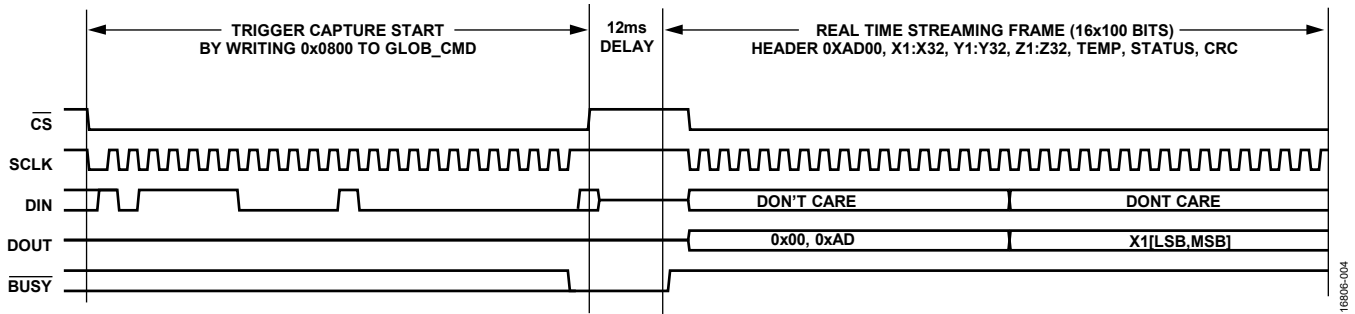 TRIGGER CAPTURE START
BY WRITING 0x0800 TO GLOB_CMD
12ms
DELAY
REAL TIME STREAMING FRAME (16x100 BITS)
HEADER 0XAD00, X1:X32, Y1:Y32, Z1:Z32, TEMP, STATUS, CRC
CS
SCLK
DIN
DON'T CARE
DONT CARE
DOUT
0x00, 0xAD
X1[LSB,MSB]
BUSY
16806-004